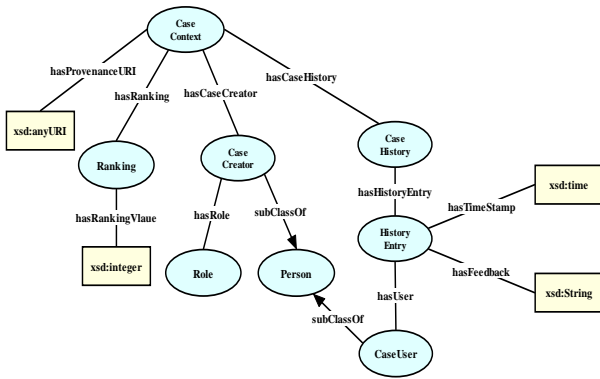 Case
Context
hasProvenanceURI
hasRanking
hasCaseCreator
hasCaseHistory
xsd:anyURI
Ranking
Case
Creator
Case
History
hasRankingVlaue
hasRole
subClassOf
hasHistoryEntry
hasTimeStamp
xsd:time
xsd:integer
Role
Person
History
Entry
hasFeedback
xsd:String
hasUser
subClassOf
CaseUser